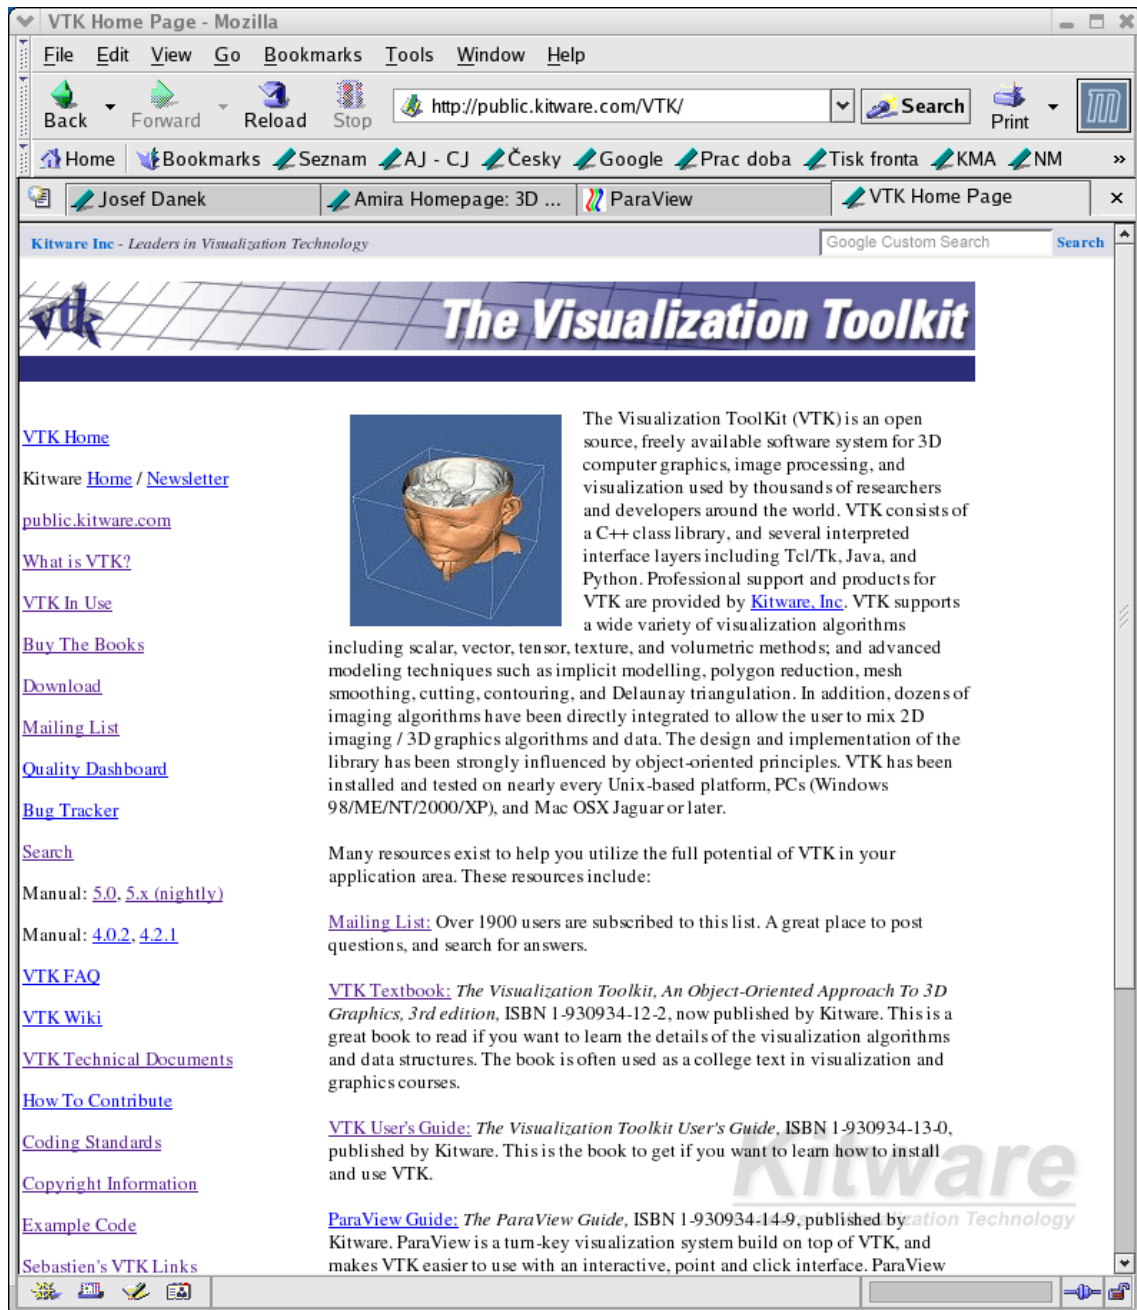 VTK Home Page - Mozilla
File Edit View Go Bookmarks Tools Window Help
Back Forward Reload Stop http://public.kitware.com/VTK/ Search Print
Home Bookmarks Seznam AJ - CJ Česky Google Prac doba Tisk fronta KMA NM »
Josef Danek Amira Homepage: 3D ... ParaView VTK Home Page
Kitware Inc - Leaders in Visualization Technology Google Custom Search Search
vtk The Visualization Toolkit
VTK Home
Kitware Home / Newsletter
public.kitware.com
What is VTK?
VTK In Use
Buy The Books
Download
Mailing List
Quality Dashboard
Bug Tracker
Search
Manual: 5.0, 5.x (nightly)
Manual: 4.0.2, 4.2.1
VTK FAQ
VTK Wiki
VTK Technical Documents
How To Contribute
Coding Standards
Copyright Information
Example Code
Sebastien's VTK Links
The Visualization ToolKit (VTK) is an open
source, freely available software system for 3D
computer graphics, image processing, and
visualization used by thousands of researchers
and developers around the world. VTK consists of
a C++ class library, and several interpreted
interface layers including Tcl/Tk, Java, and
Python. Professional support and products for
VTK are provided by Kitware, Inc. VTK supports
a wide variety of visualization algorithms
including scalar, vector, tensor, texture, and volumetric methods; and advanced
modeling techniques such as implicit modelling, polygon reduction, mesh
smoothing, cutting, contouring, and Delaunay triangulation. In addition, dozens of
imaging algorithms have been directly integrated to allow the user to mix 2D
imaging / 3D graphics algorithms and data. The design and implementation of the
library has been strongly influenced by object-oriented principles. VTK has been
installed and tested on nearly every Unix-based platform, PCs (Windows
98/ME/NT/2000/XP), and Mac OSX Jaguar or later.
Many resources exist to help you utilize the full potential of VTK in your
application area. These resources include:
Mailing List: Over 1900 users are subscribed to this list. A great place to post
questions, and search for answers.
VTK Textbook: The Visualization Toolkit, An Object-Oriented Approach To 3D
Graphics, 3rd edition, ISBN 1-930934-12-2, now published by Kitware. This is a
great book to read if you want to learn the details of the visualization algorithms
and data structures. The book is often used as a college text in visualization and
graphics courses.
VTK User's Guide: The Visualization Toolkit User's Guide, ISBN 1-930934-13-0,
published by Kitware. This is the book to get if you want to learn how to install
and use VTK.
Kitware
ParaView Guide: The ParaView Guide, ISBN 1-930934-14-9, published by
Technology
Kitware. ParaView is a turn-key visualization system build on top of VTK, and
makes VTK easier to use with an interactive, point and click interface. ParaView